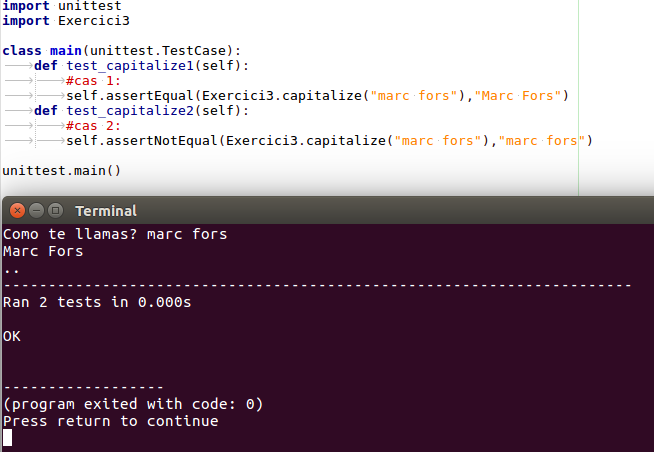 import unittest
import Exercici3
class main(unittest.TestCase):
def test_capitalize1(self):
#cas 1:
self.assertEqual(Exercici3.capitalize("marc fors"),"Marc Fors")
def test_capitalize2(self):
#cas 2:
self.assertNotEqual(Exercici3.capitalize("marc fors"),"marc fors")
unittest.main()
Terminal
Como te llamas? marc fors
Marc Fors
..
----------------------------------------------------------------------
Ran 2 tests in 0.000s
OK
------------------
(program exited with code: 0)
Press return to continue